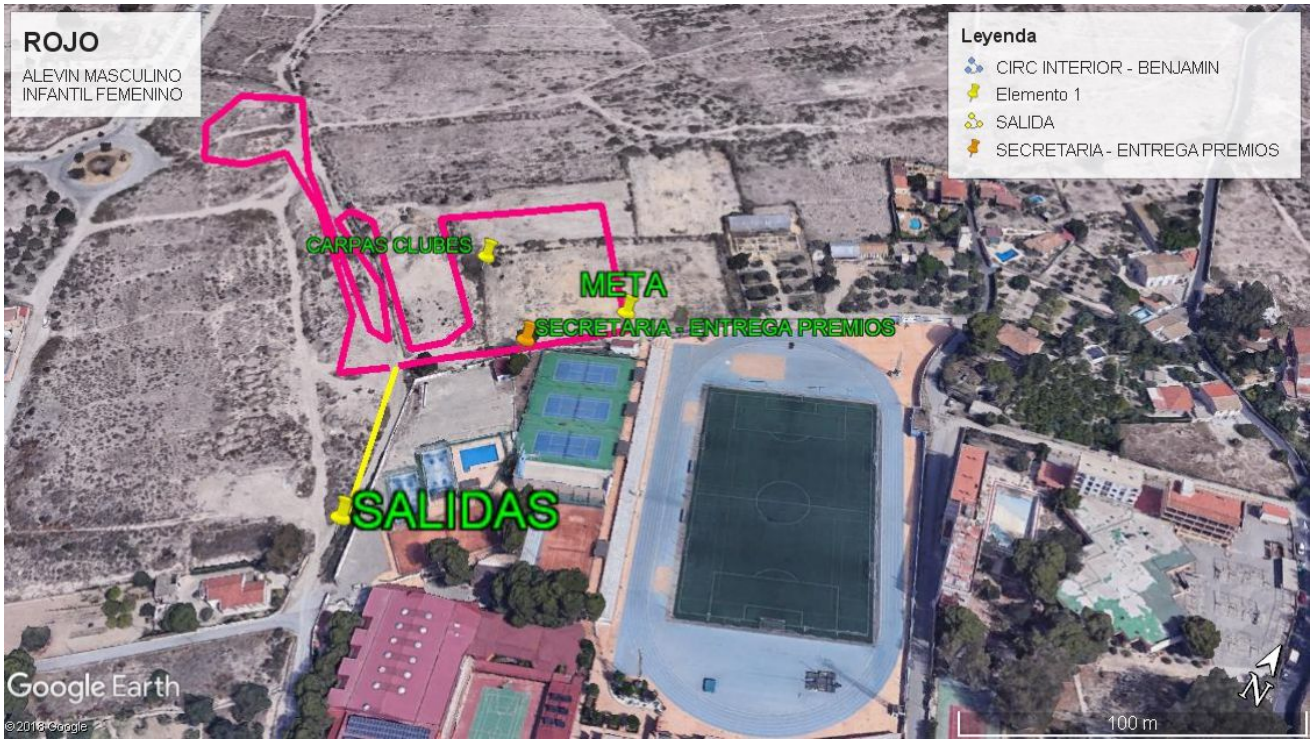 ROJO
ALEVIN MASCULINO
INFANTIL FEMENINO
Leyenda
CIRC INTERIOR - BENJAMIN
Elemento 1
SALIDA
SECRETARIA - ENTREGA PREMIOS
CARPAS CLUBES
META
SECRETARIA - ENTREGA PREMIOS
SALIDAS
Google Earth
© 2018 Google
N
100 m